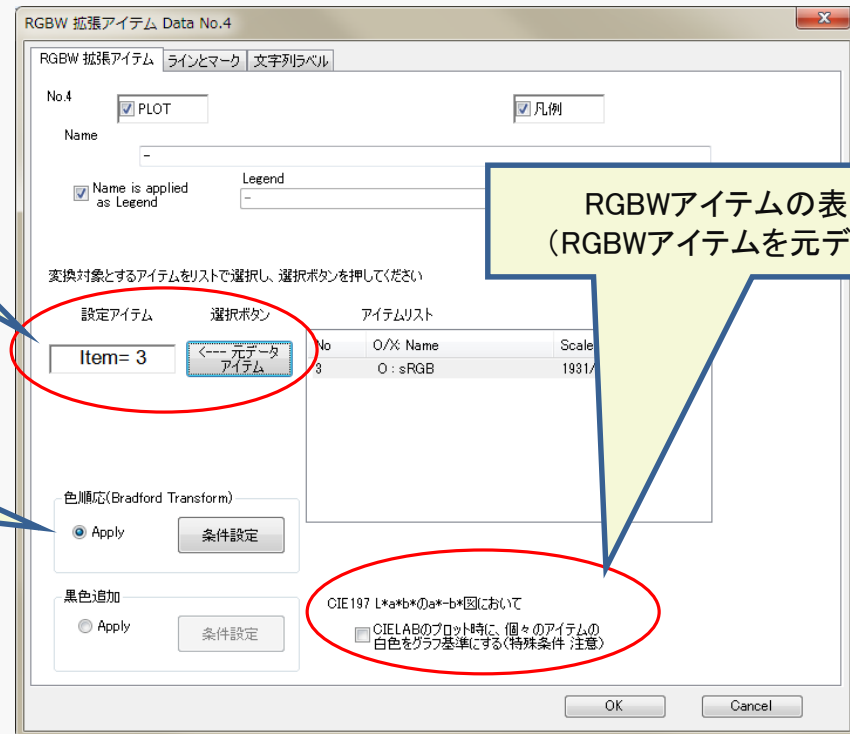 RGBW 拡張アイテム Data No.4
RGBW 拡張アイテム ラインとマーク 文字列ラベル
No.4
PLOT
凡例
Name
-
Name is applied
as Legend
Legend
-
RGBWアイテムの表
(RGBWアイテムを元デ
変換対象とするアイテムをリストで選択し、選択ボタンを押してください
設定アイテム 選択ボタン アイテムリスト
Item= 3
<--- 元データ
アイテム
No O/X: Name Scale
3 O : sRGB 1931/
色順応(Bradford Transform)
Apply 条件設定
黒色追加
Apply 条件設定
CIE197 L*a*b*のa*-b*図において
CIELABのプロット時に、個々のアイテムの
白色をグラフ基準にする(特殊条件 注意)
OK Cancel